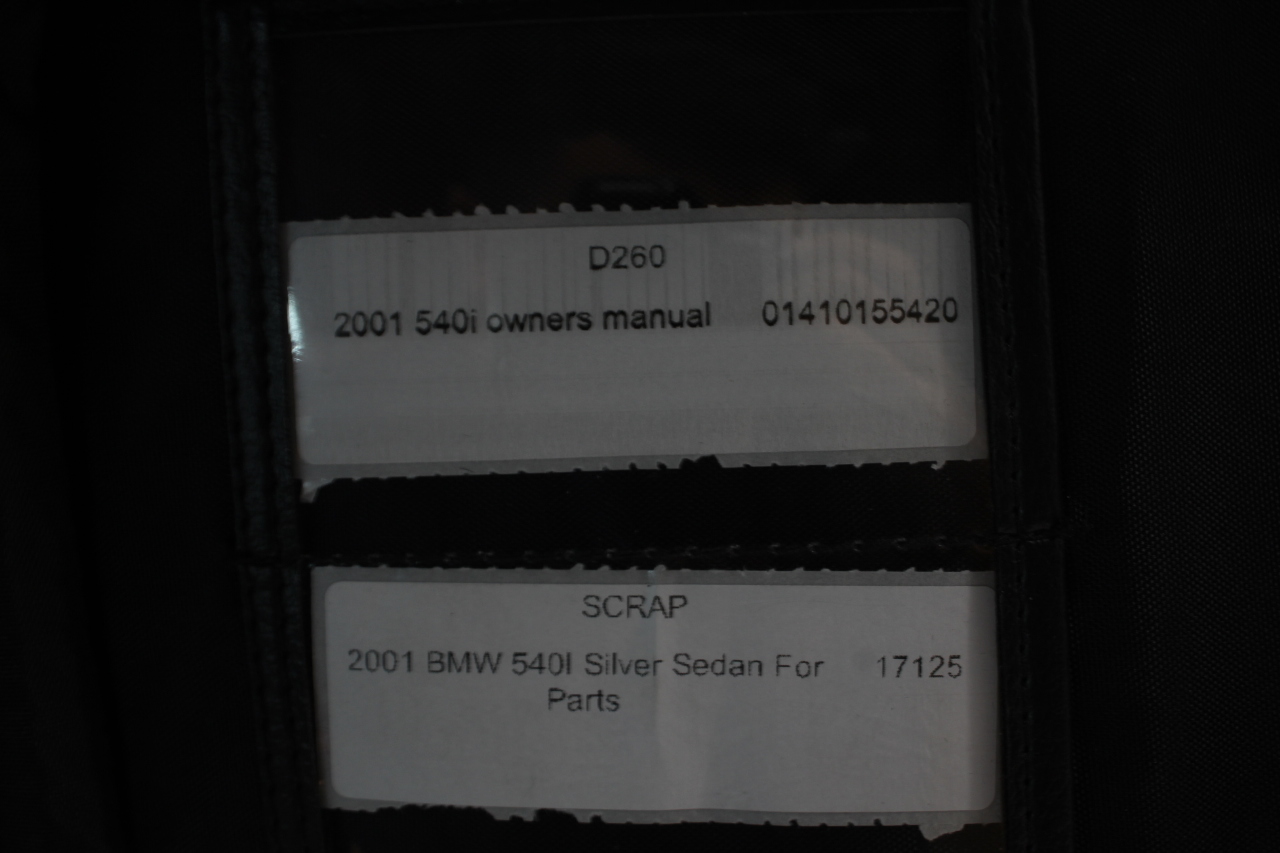 D260
2001 540i owners manual 01410155420
SCRAP
2001 BMW 540I Silver Sedan For 17125
Parts